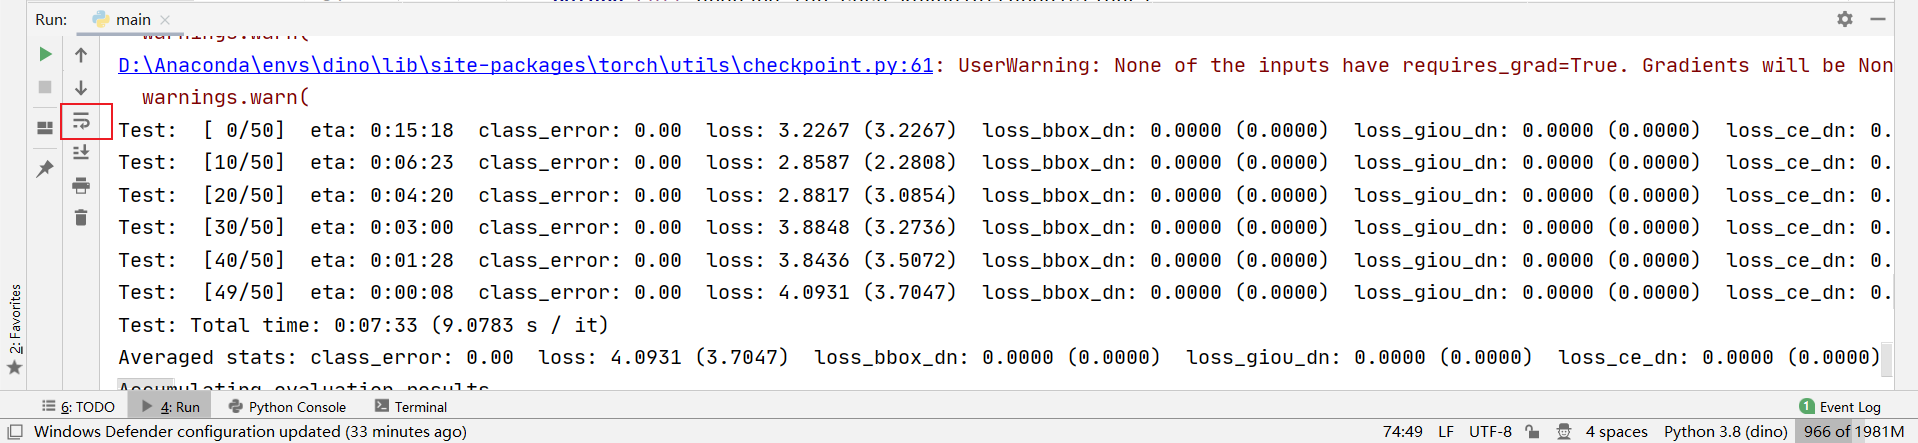 Run: main
warnings.warn(
D:\Anaconda\envs\dino\lib\site-packages\torch\utils\checkpoint.py:61: UserWarning: None of the inputs have requires_grad=True. Gradients will be Non
warnings.warn(
Test:  [ 0/50]  eta: 0:15:18  class_error: 0.00  loss: 3.2267 (3.2267)  loss_bbox_dn: 0.0000 (0.0000)  loss_giou_dn: 0.0000 (0.0000)  loss_ce_dn: 0.
Test:  [10/50]  eta: 0:06:23  class_error: 0.00  loss: 2.8587 (2.2808)  loss_bbox_dn: 0.0000 (0.0000)  loss_giou_dn: 0.0000 (0.0000)  loss_ce_dn: 0.
Test:  [20/50]  eta: 0:04:20  class_error: 0.00  loss: 2.8817 (3.0854)  loss_bbox_dn: 0.0000 (0.0000)  loss_giou_dn: 0.0000 (0.0000)  loss_ce_dn: 0.
Test:  [30/50]  eta: 0:03:00  class_error: 0.00  loss: 3.8848 (3.2736)  loss_bbox_dn: 0.0000 (0.0000)  loss_giou_dn: 0.0000 (0.0000)  loss_ce_dn: 0.
Test:  [40/50]  eta: 0:01:28  class_error: 0.00  loss: 3.8436 (3.5072)  loss_bbox_dn: 0.0000 (0.0000)  loss_giou_dn: 0.0000 (0.0000)  loss_ce_dn: 0.
Test:  [49/50]  eta: 0:00:08  class_error: 0.00  loss: 4.0931 (3.7047)  loss_bbox_dn: 0.0000 (0.0000)  loss_giou_dn: 0.0000 (0.0000)  loss_ce_dn: 0.
Test: Total time: 0:07:33 (9.0783 s / it)
Averaged stats: class_error: 0.00  loss: 4.0931 (3.7047)  loss_bbox_dn: 0.0000 (0.0000)  loss_giou_dn: 0.0000 (0.0000)  loss_ce_dn: 0.0000 (0.0000)
Accumulating evaluation results
2: Favorites
6: TODO 4: Run Python Console Terminal 1 Event Log
Windows Defender configuration updated (33 minutes ago) 74:49 LF UTF-8 4 spaces Python 3.8 (dino) 966 of 1981M